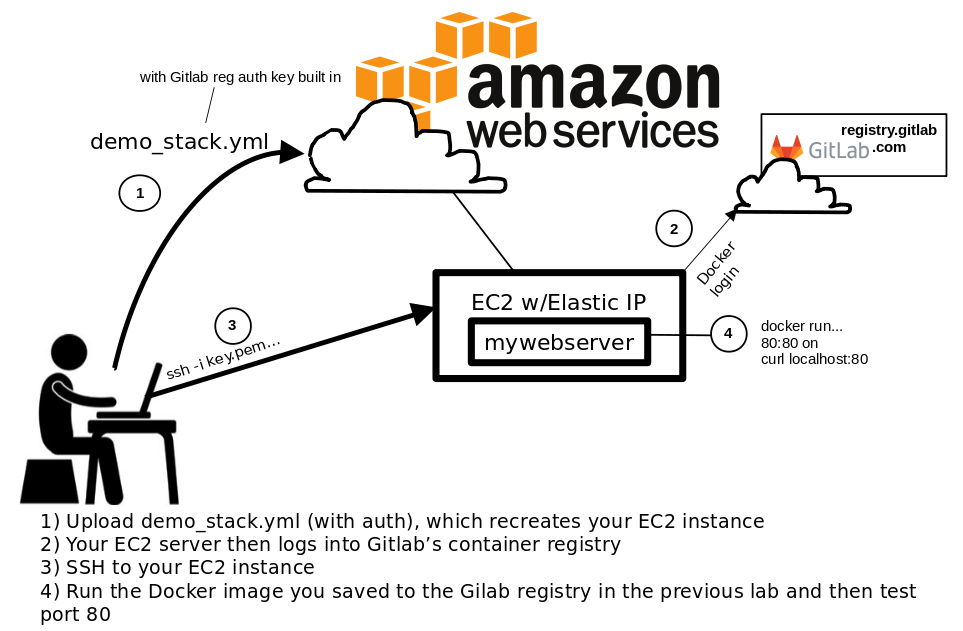 amazon
web services
with Gitlab reg auth key built in
demo_stack.yml
registry.gitlab
GitLab .com
1
2
Docker
login
EC2 w/Elastic IP
mywebserver
3
ssh -i key.pem...
4
docker run...
80:80 on
curl localhost:80
1) Upload demo_stack.yml (with auth), which recreates your EC2 instance
2) Your EC2 server then logs into Gitlab’s container registry
3) SSH to your EC2 instance
4) Run the Docker image you saved to the Gilab registry in the previous lab and then test
port 80